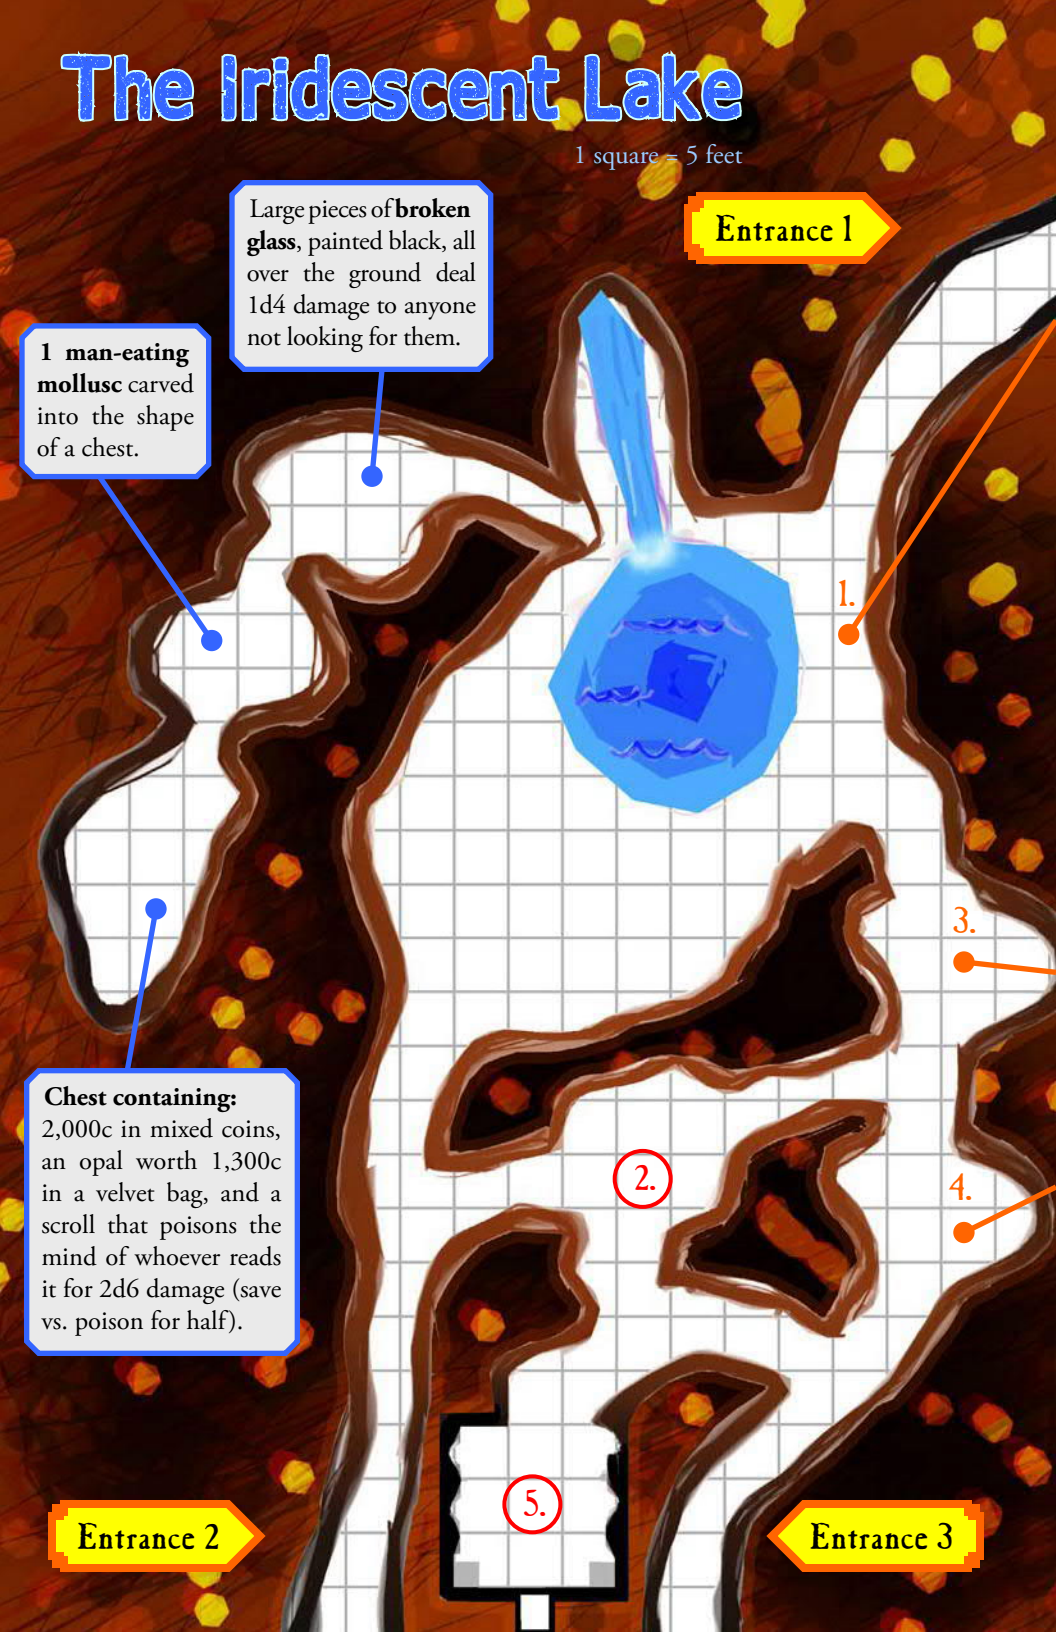 The Iridescent Lake
1 square = 5 feet
Entrance 1
Large pieces of broken
glass, painted black, all
over the ground deal
1d4 damage to anyone
not looking for them.
1 man-eating
mollusc carved
into the shape
of a chest.
1.
3.
Chest containing:
2,000c in mixed coins,
an opal worth 1,300c
in a velvet bag, and a
scroll that poisons the
mind of whoever reads
it for 2d6 damage (save
vs. poison for half).
2.
4.
5.
Entrance 2
Entrance 3